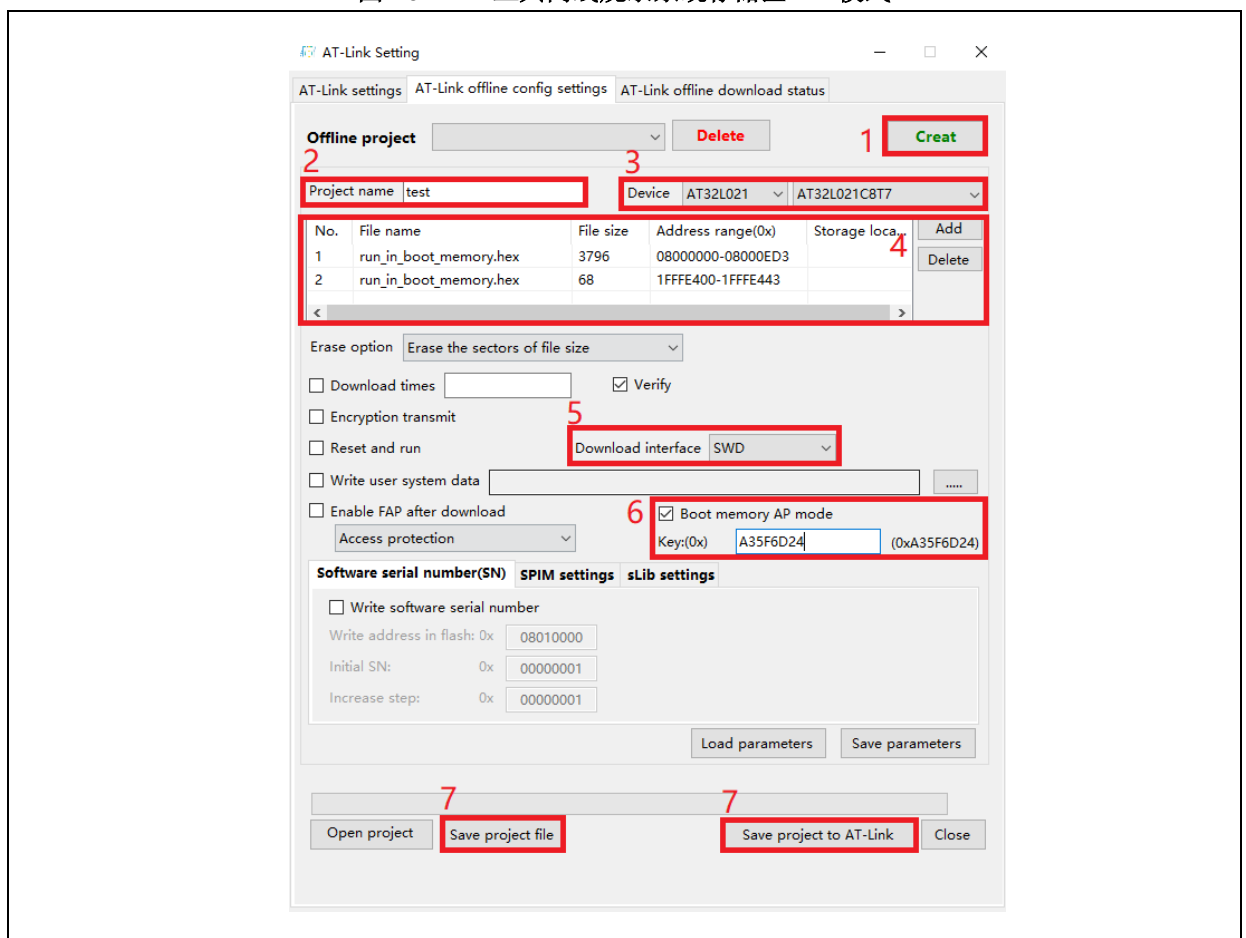 AT-Link Setting
AT-Link settings AT-Link offline config settings AT-Link offline download status
Offline project Delete 1 Creat
2 3
Project name test Device AT32L021 AT32L021C8T7
No. File name File size Address range(0x) Storage loca... Add
4
1 run_in_boot_memory.hex 3796 08000000-08000ED3
Delete
2 run_in_boot_memory.hex 68 1FFFE400-1FFFE443
Erase option Erase the sectors of file size
Download times Verify
Encryption transmit 5
Reset and run Download interface SWD
Write user system data .....
Enable FAP after download 6 Boot memory AP mode
Access protection Key:(0x) A35F6D24 (0xA35F6D24)
Software serial number(SN) SPIM settings sLib settings
Write software serial number
Write address in flash: 0x 08010000
Initial SN: 0x 00000001
Increase step: 0x 00000001
Load parameters Save parameters
7 7
Open project Save project file Save project to AT-Link Close